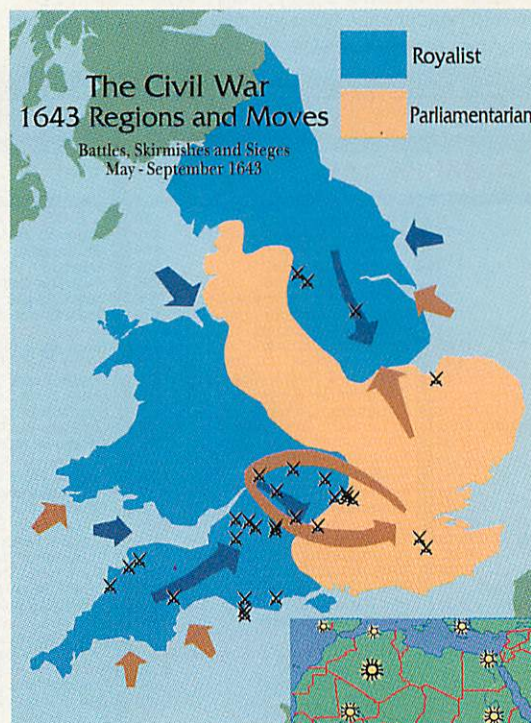 The Civil War
1643 Regions and Moves
Battles, Skirmishes and Sieges
May - September 1643
Royalist
Parliamentarian